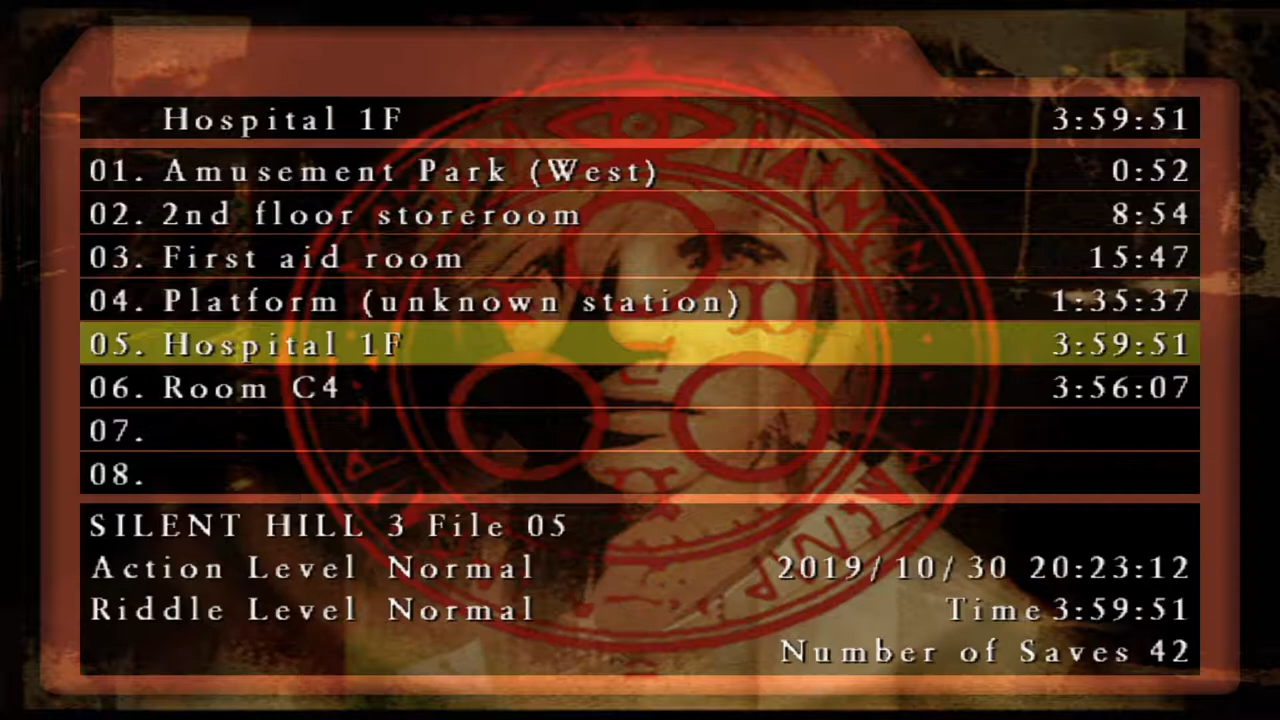 Hospital 1F 3:59:51
01. Amusement Park (West) 0:52
02. 2nd floor storeroom 8:54
03. First aid room 15:47
04. Platform (unknown station) 1:35:37
05. Hospital 1F 3:59:51
06. Room C4 3:56:07
07.
08.
SILENT HILL 3 File 05
Action Level Normal 2019/10/30 20:23:12
Riddle Level Normal Time 3:59:51
Number of Saves 42